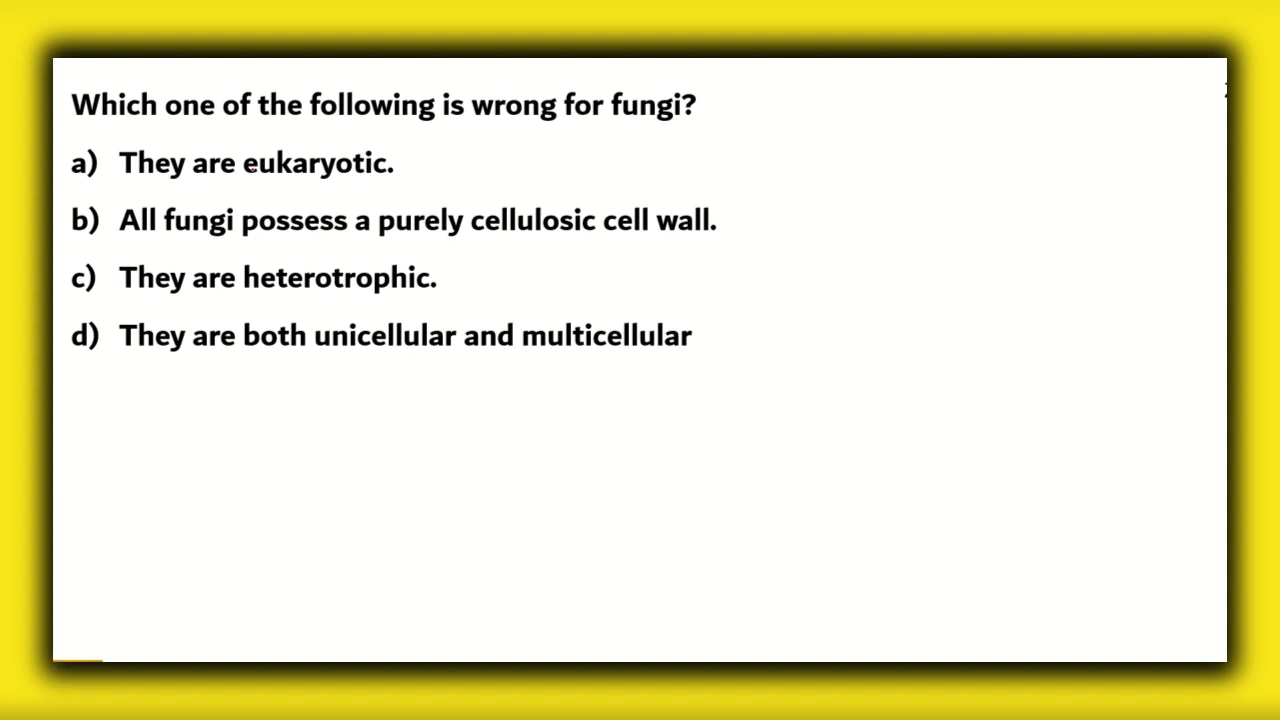 Which one of the following is wrong for fungi?
a) They are eukaryotic.
b) All fungi possess a purely cellulosic cell wall.
c) They are heterotrophic.
d) They are both unicellular and multicellular